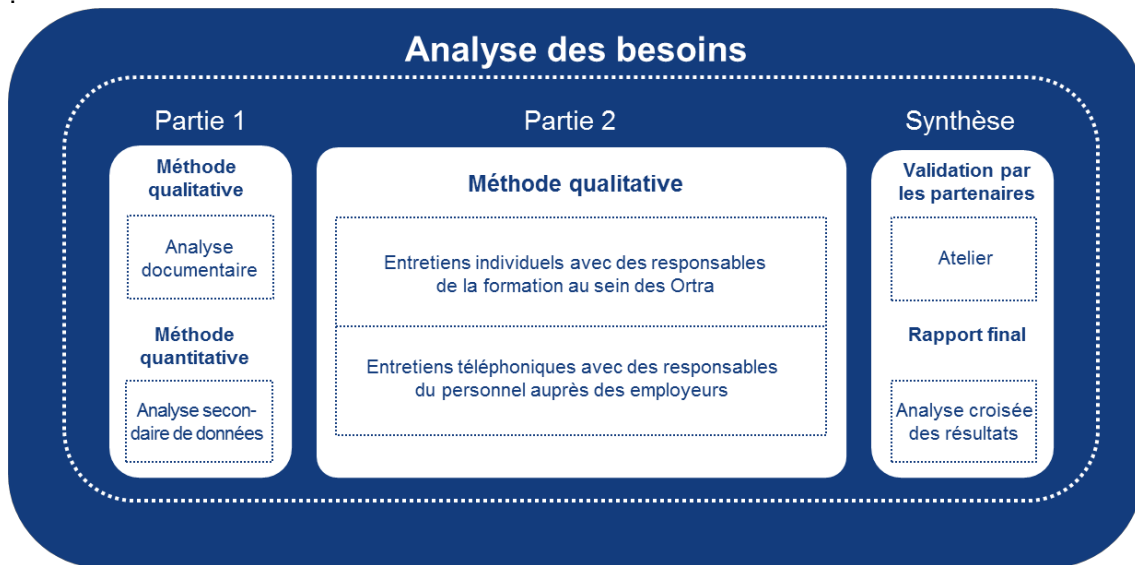 Analyse des besoins
Partie 1
Méthode
qualitative
Analyse
documentaire
Méthode
quantitative
Analyse secon-
daire de données
Partie 2
Méthode qualitative
Entretiens individuels avec des responsables
de la formation au sein des Ortra
Entretiens téléphoniques avec des responsables
du personnel auprès des employeurs
Synthèse
Validation par
les partenaires
Atelier
Rapport final
Analyse croisée
des résultats